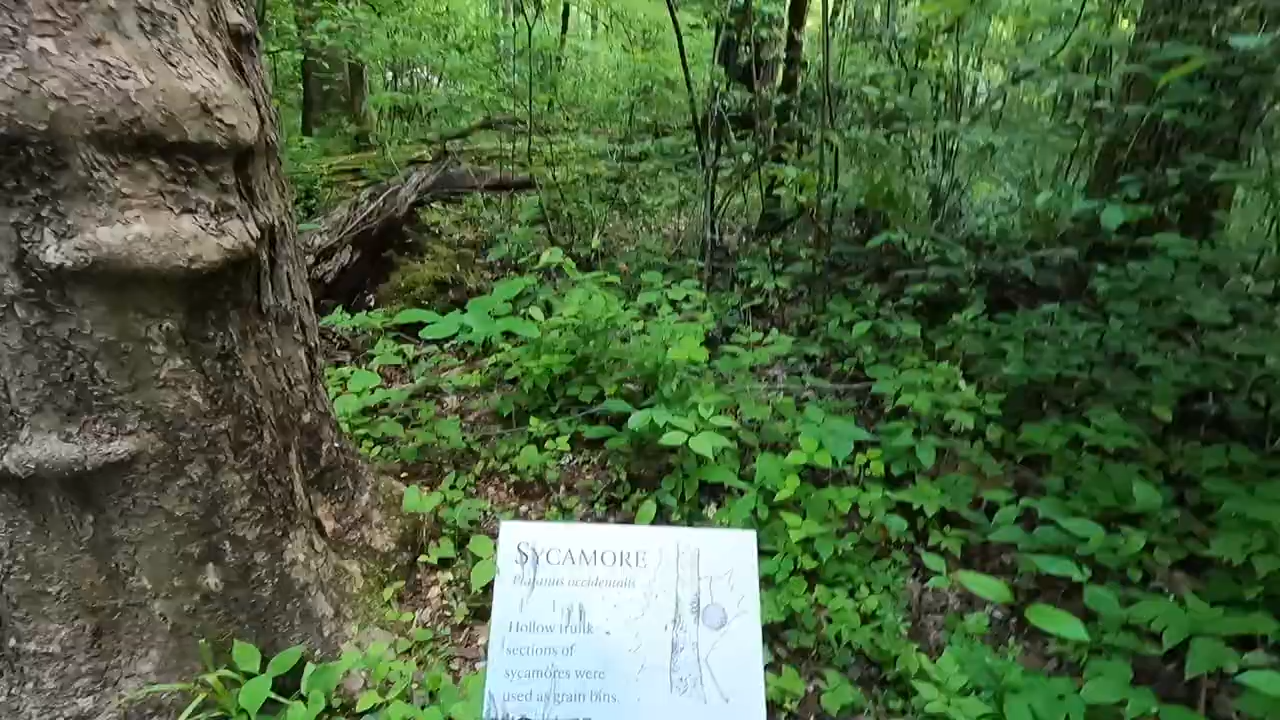 SYCAMORE
Platanus occidentalis
Hollow trunk
sections of
sycamores were
used as grain bins.